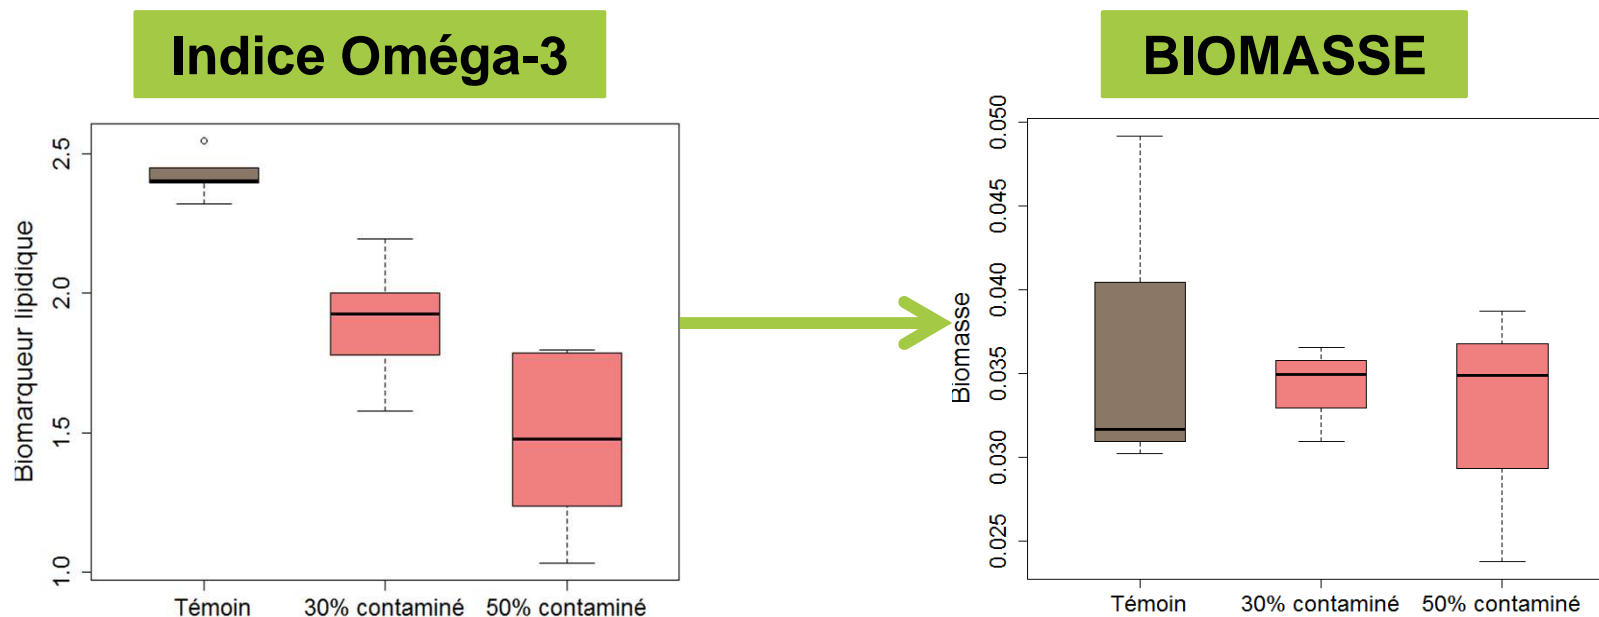 Indice Oméga-3
Biomarqueur lipidique
2.5
2.0
1.5
1.0
Témoin 30% contaminé 50% contaminé
BIOMASSE
Biomasse
0.050
0.045
0.040
0.035
0.030
0.025
Témoin 30% contaminé 50% contaminé